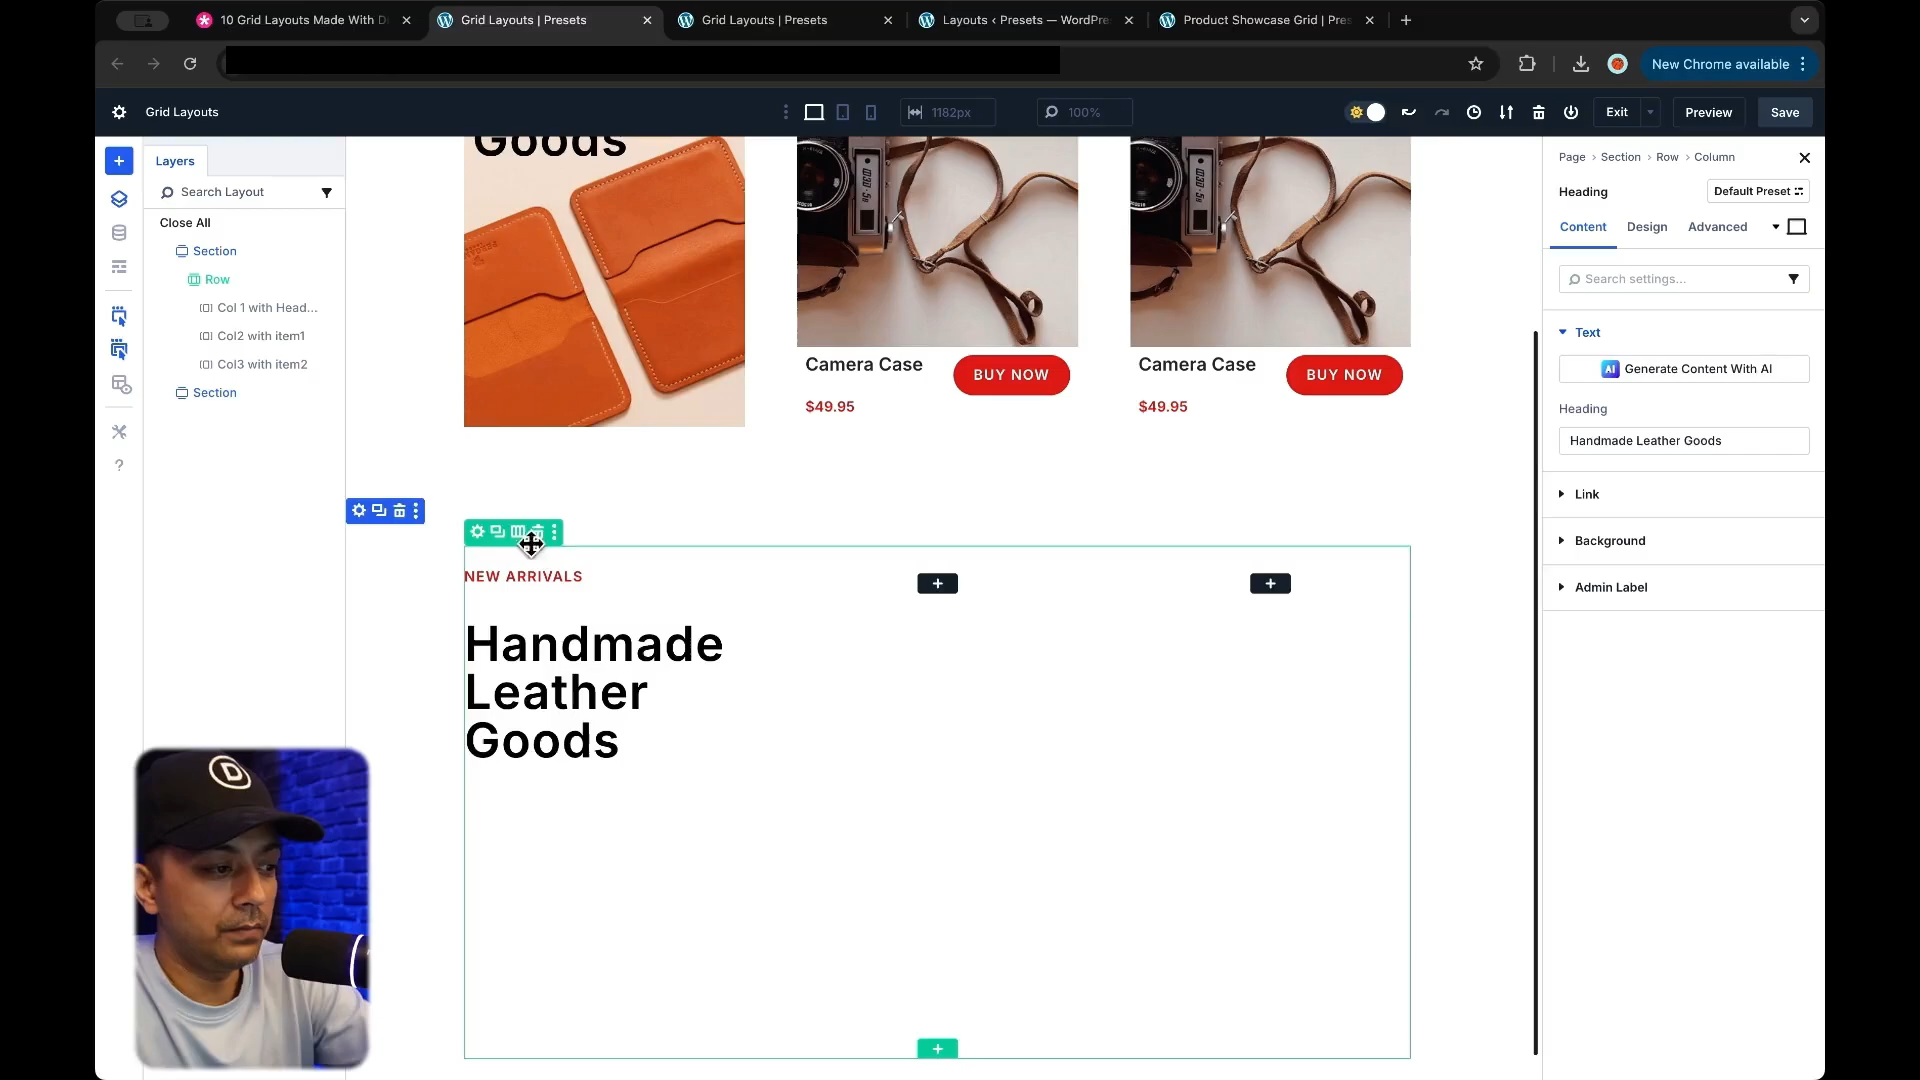 10 Grid Layouts Made With Di
Grid Layouts | Presets
Grid Layouts | Presets
Layouts ‹ Presets — WordPre
Product Showcase Grid | Pres
New Chrome available
Grid Layouts
1182px
100%
Exit
Preview
Save
Layers
Search Layout
Close All
Section
Row
Col 1 with Head...
Col2 with item1
Col3 with item2
Section
Goods
Camera Case
BUY NOW
$49.95
Camera Case
BUY NOW
$49.95
NEW ARRIVALS
Handmade
Leather
Goods
Page
Section
Row
Column
Heading
Default Preset
Content
Design
Advanced
Search settings...
Text
AI Generate Content With AI
Heading
Handmade Leather Goods
Link
Background
Admin Label